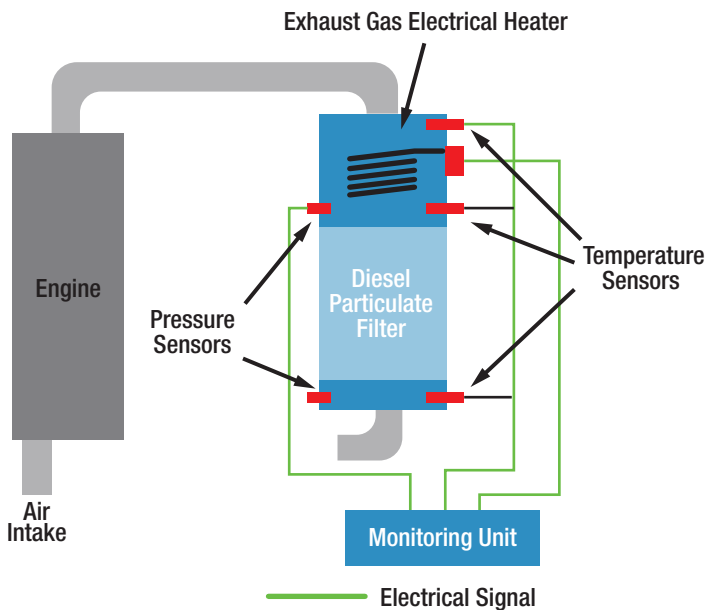 Exhaust Gas Electrical Heater
Engine
Diesel
Particulate
Filter
Temperature
Sensors
Pressure
Sensors
Air
Intake
Monitoring Unit
Electrical Signal